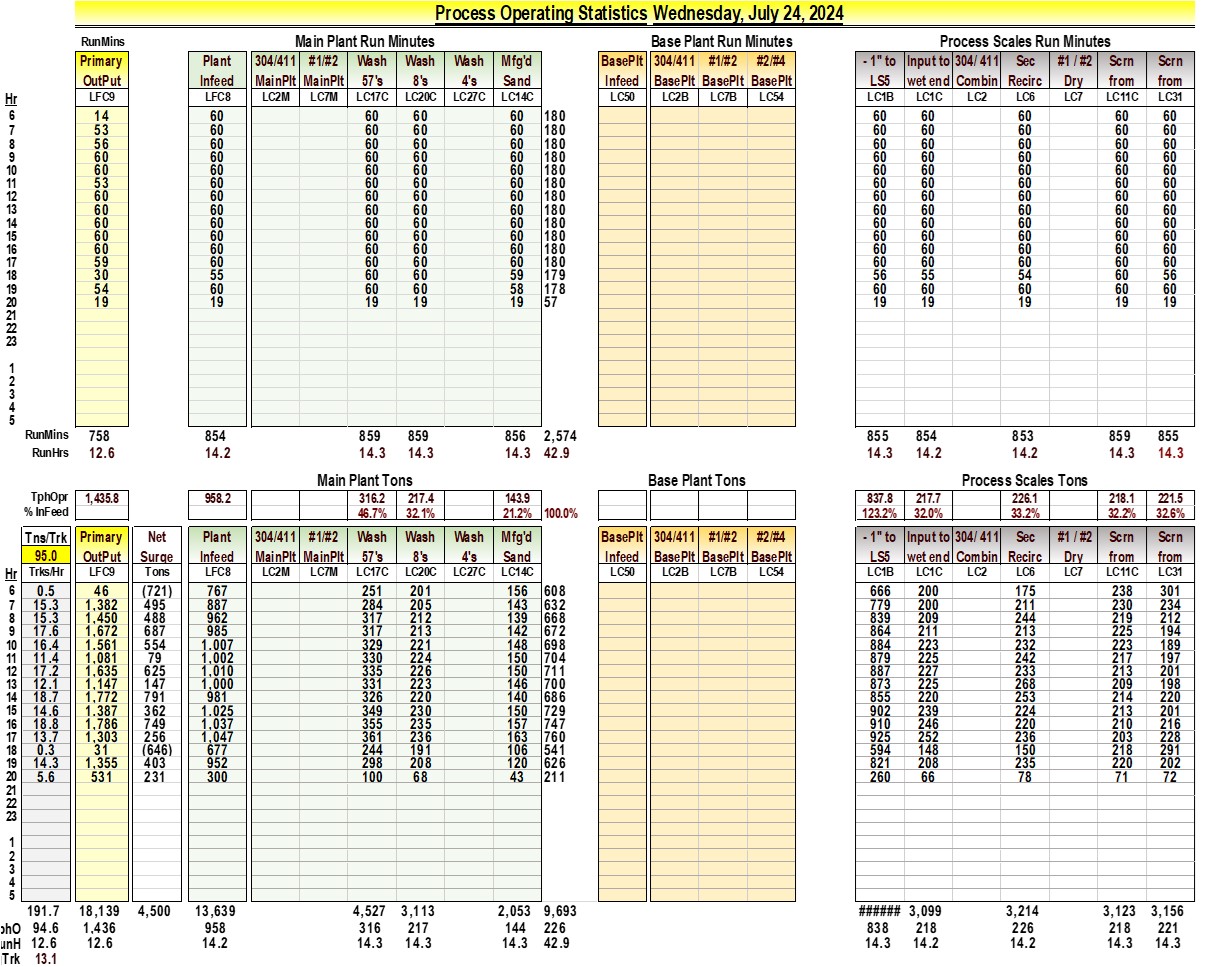 Process Operating Statistics Wednesday, July 24, 2024
RunMins Main Plant Run Minutes Base Plant Run Minutes Process Scales Run Minutes
Primary Plant 304/411 #1/#2 Wash Wash Wash Mfg'd BasePlt 304/411 #1/#2 #2/#4 - 1" to Input to 304/ 411 Sec #1 / #2 Scrn Scrn
OutPut Infeed MainPlt MainPlt 57's 8's 4's Sand Infeed BasePlt BasePlt BasePlt LS5 wet end Combin Recirc Dry from from
Hr LFC9 LFC8 LC2M LC7M LC17C LC20C LC27C LC14C LC50 LC2B LC7B LC54 LC1B LC1C LC2 LC6 LC7 LC11C LC31
6 14 60 60 60 60 180 60 60 60 60 60
7 53 60 60 60 60 180 60 60 60 60 60
8 56 60 60 60 60 180 60 60 60 60 60
9 60 60 60 60 60 180 60 60 60 60 60
10 60 60 60 60 60 180 60 60 60 60 60
11 53 60 60 60 60 180 60 60 60 60 60
12 60 60 60 60 60 180 60 60 60 60 60
13 60 60 60 60 60 180 60 60 60 60 60
14 60 60 60 60 60 180 60 60 60 60 60
15 60 60 60 60 60 180 60 60 60 60 60
16 60 60 60 60 60 180 60 60 60 60 60
17 59 60 60 60 60 180 60 60 60 60 60
18 30 55 60 60 59 179 56 55 54 60 56
19 54 60 60 60 58 178 60 60 60 60 60
20 19 19 19 19 19 57 19 19 19 19 19
21
22
23
1
2
3
4
5
RunMins 758 854 859 859 856 2,574 855 854 853 859 855
RunHrs 12.6 14.2 14.3 14.3 14.3 42.9 14.3 14.2 14.2 14.3 14.3
Main Plant Tons Base Plant Tons Process Scales Tons
TphOpr 1,435.8 958.2 316.2 217.4 143.9 837.8 217.7 226.1 218.1 221.5
% InFeed 46.7% 32.1% 21.2% 100.0% 123.2% 32.0% 33.2% 32.2% 32.6%
Tns/Trk Primary Net Plant 304/411 #1/#2 Wash Wash Wash Mfg'd BasePlt 304/411 #1/#2 #2/#4 - 1" to Input to 304/ 411 Sec #1 / #2 Scrn Scrn
95.0 OutPut Surge Infeed MainPlt MainPlt 57's 8's 4's Sand Infeed BasePlt BasePlt BasePlt LS5 wet end Combin Recirc Dry from from
Hr Trks/Hr LFC9 Tons LFC8 LC2M LC7M LC17C LC20C LC27C LC14C LC50 LC2B LC7B LC54 LC1B LC1C LC2 LC6 LC7 LC11C LC31
6 0.5 46 (721) 767 251 201 156 608 666 200 175 238 301
7 15.3 1,382 495 887 284 205 143 632 779 200 211 230 234
8 15.3 1,450 488 962 317 212 139 668 839 209 244 219 212
9 17.6 1,672 687 985 317 213 142 672 864 211 213 225 194
10 16.4 1,561 554 1,007 329 221 148 698 884 223 232 223 189
11 11.4 1,081 79 1,002 330 224 150 704 879 225 242 217 197
12 17.2 1,635 625 1,010 335 226 150 711 887 227 233 213 201
13 12.1 1,147 147 1,000 331 223 146 700 873 225 268 209 198
14 18.7 1,772 791 981 326 220 140 686 855 220 253 214 220
15 14.6 1,387 362 1,025 349 230 150 729 902 239 224 213 201
16 18.8 1,786 749 1,037 355 235 157 747 910 246 220 210 216
17 13.7 1,303 256 1,047 361 236 163 760 925 252 236 203 228
18 0.3 31 (646) 677 244 191 106 541 594 148 150 218 291
19 14.3 1,355 403 952 298 208 120 626 821 208 235 220 202
20 5.6 531 231 300 100 68 43 211 260 66 78 71 72
21
22
23
1
2
3
4
5
191.7 18,139 4,500 13,639 4,527 3,113 2,053 9,693 ###### 3,099 3,214 3,123 3,156
phO 94.6 1,436 958 316 217 144 226 838 218 226 218 221
unH 12.6 12.6 14.2 14.3 14.3 14.3 42.9 14.3 14.2 14.2 14.3 14.3
Trk 13.1